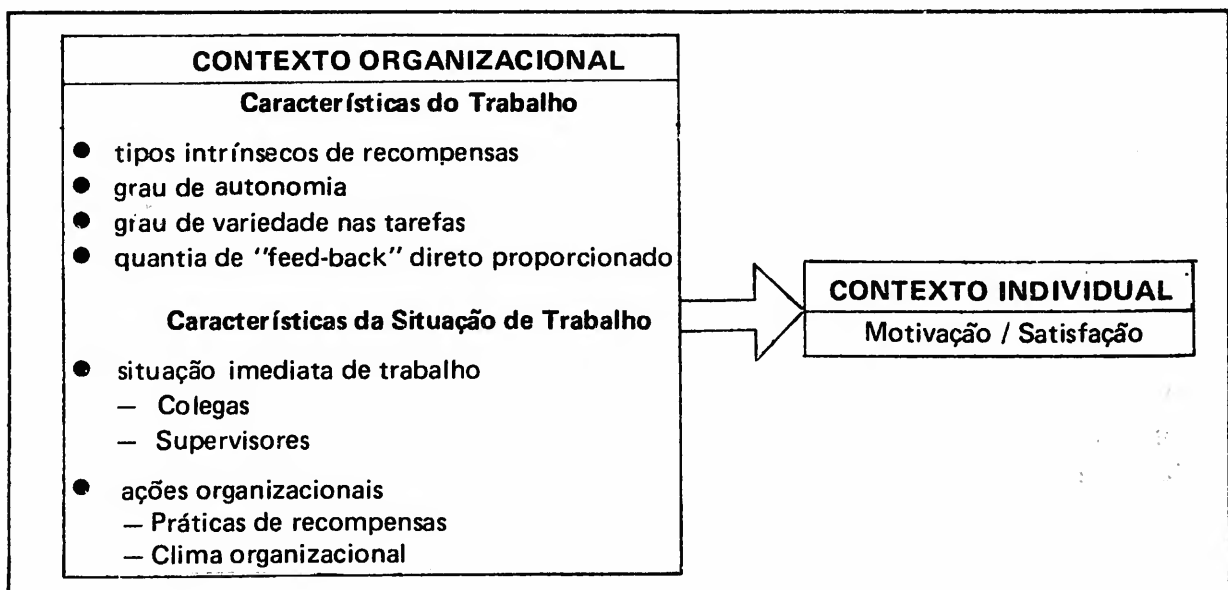 CONTEXTO ORGANIZACIONAL
Características do Trabalho
● tipos intrínsecos de recompensas
● grau de autonomia
● grau de variedade nas tarefas
● quantia de "feed-back" direto proporcionado
Características da Situação de Trabalho
● situação imediata de trabalho
— Colegas
— Supervisores
● ações organizacionais
— Práticas de recompensas
— Clima organizacional
CONTEXTO INDIVIDUAL
Motivação / Satisfação